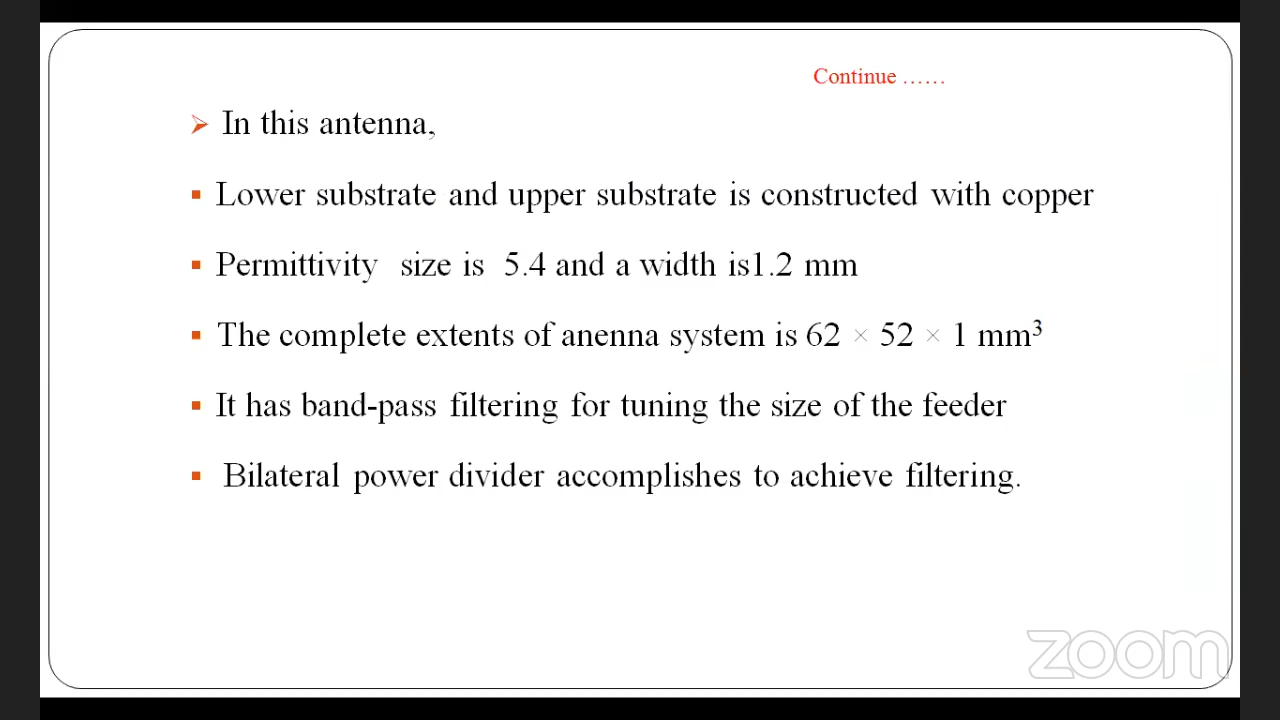 Continue ……
➢ In this antenna,
▪ Lower substrate and upper substrate is constructed with copper
▪ Permittivity size is 5.4 and a width is1.2 mm
▪ The complete extents of anenna system is 62 × 52 × 1 mm³
▪ It has band-pass filtering for tuning the size of the feeder
▪ Bilateral power divider accomplishes to achieve filtering.
zoom